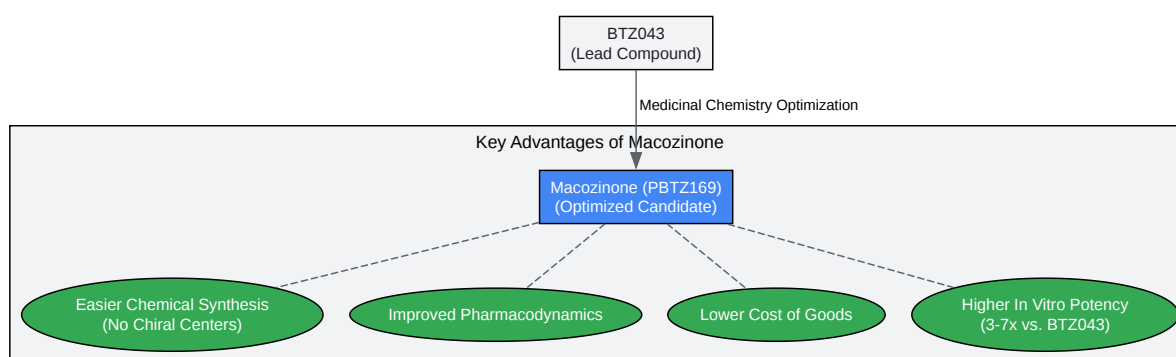 BTZ043
(Lead Compound)
Medicinal Chemistry Optimization
Key Advantages of Macozinone
Macozinone (PBTZ169)
(Optimized Candidate)
Easier Chemical Synthesis
(No Chiral Centers)
Improved Pharmacodynamics
Lower Cost of Goods
Higher In Vitro Potency
(3-7x vs. BTZ043)